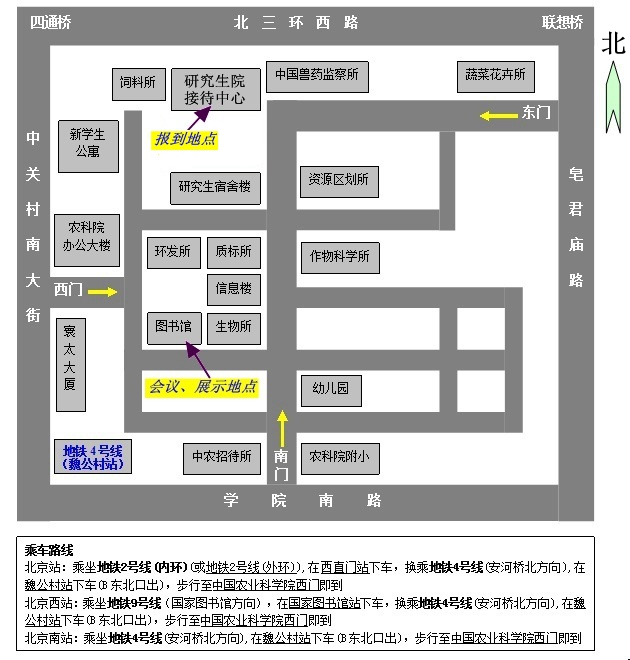 四通桥
北三环西路
联想桥
北
饲料所
研究生院
接待中心
中国兽药监察所
蔬菜花卉所
东门
报到地点
中关村南大街
新学生
公寓
皂君庙路
研究生宿舍楼
资源区划所
农科院
办公大楼
环发所
质标所
作物科学所
西门
信息楼
图书馆
生物所
寰太大厦
会议、展示地点
幼儿园
地铁4号线
(魏公村站)
中农招待所
南门
农科院附小
学院南路
乘车路线
北京站：乘坐地铁2号线(内环)(或地铁2号线(外环)),在西直门站下车，换乘地铁4号线(安河桥北方向),在
魏公村站下车(B东北口出)，步行至中国农业科学院西门即到
北京西站：乘坐地铁9号线（国家图书馆方向），在国家图书馆站下车，换乘地铁4号线(安河桥北方向),在魏
公村站下车(B东北口出)，步行至中国农业科学院西门即到
北京南站：乘坐地铁4号线(安河桥北方向),在魏公村站下车(B东北口出)，步行至中国农业科学院西门即到